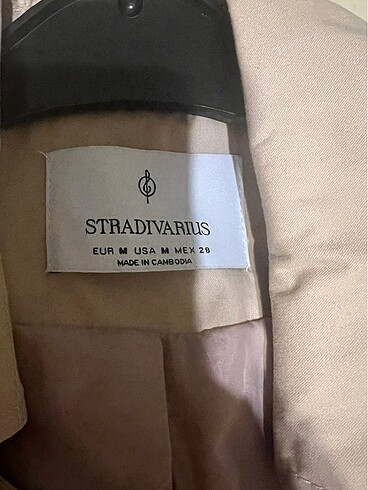 STRADIVARIUS
EUR M USA M MEX 28
MADE IN CAMBODIA